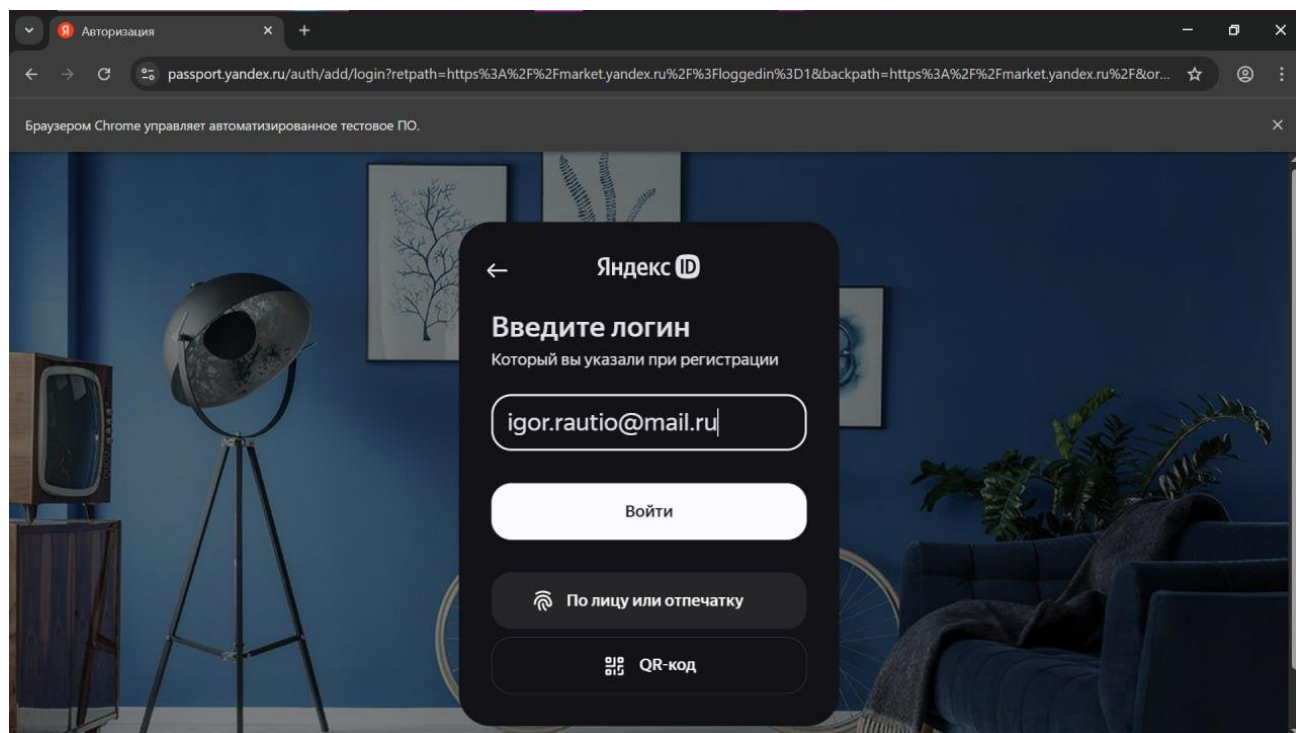 Авторизация
passport.yandex.ru/auth/add/login?retpath=https%3A%2F%2Fmarket.yandex.ru%2F%3Floggedin%3D1&backpath=https%3A%2F%2Fmarket.yandex.ru%2F&or...
Браузером Chrome управляет автоматизированное тестовое ПО.
Яндекс ID
Введите логин
Который вы указали при регистрации
igor.rautio@mail.ru
Войти
По лицу или отпечатку
QR-код